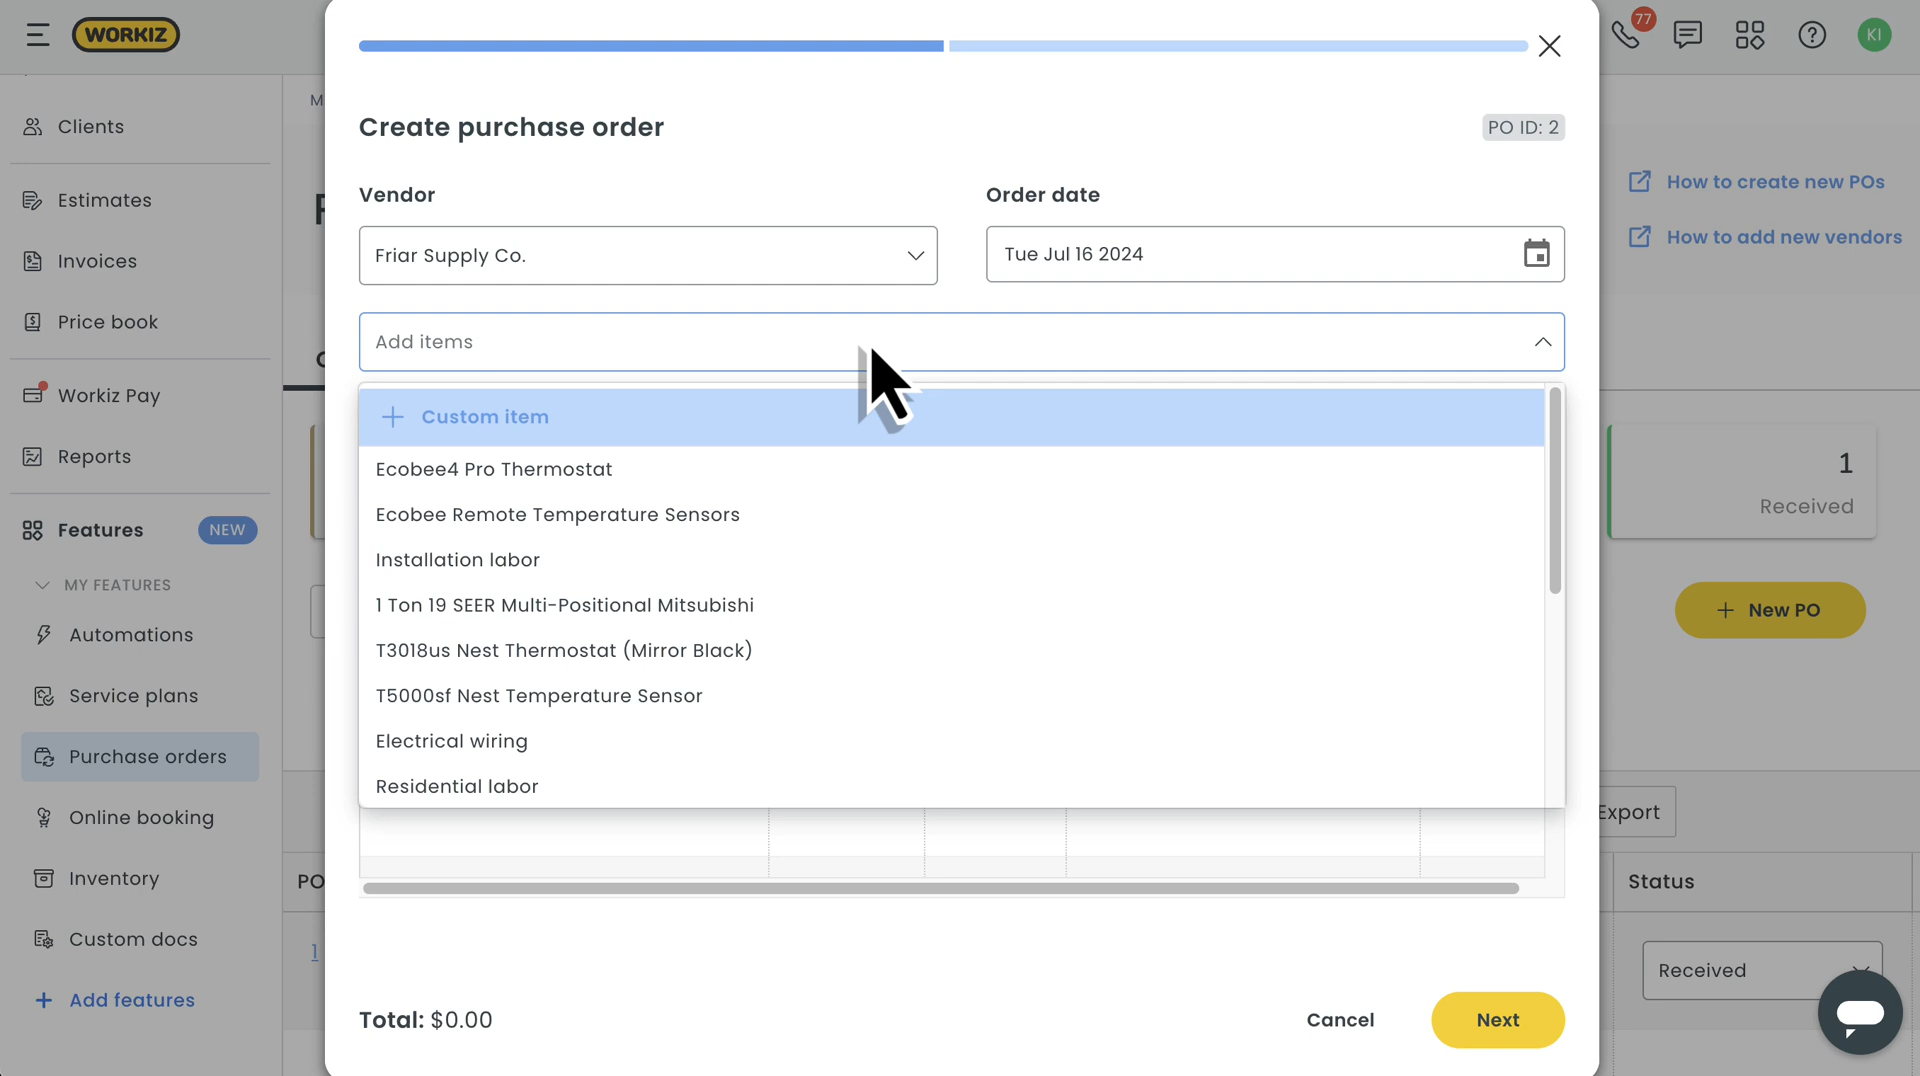 WORKIZ
77
KI
M
Clients
Estimates
Invoices
Price book
Workiz Pay
Reports
Features
NEW
MY FEATURES
Automations
Service plans
Purchase orders
Online booking
Inventory
Custom docs
Add features
Create purchase order
PO ID: 2
Vendor
Order date
Friar Supply Co.
Tue Jul 16 2024
Add items
Custom item
Ecobee4 Pro Thermostat
Ecobee Remote Temperature Sensors
Installation labor
1 Ton 19 SEER Multi-Positional Mitsubishi
T3018us Nest Thermostat (Mirror Black)
T5000sf Nest Temperature Sensor
Electrical wiring
Residential labor
Total: $0.00
Cancel
Next
How to create new POs
How to add new vendors
1
Received
New PO
Export
PO
Status
1
Received